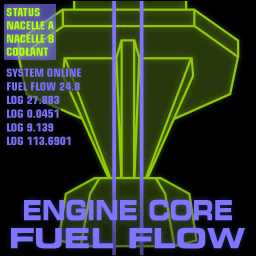 STATUS
NACELLE A
NACELLE B
COOLANT
SYSTEM ONLINE
FUEL FLOW 24.8
LOG 27.883
LOG 0.0451
LOG 9.139
LOG 113.6901
ENGINE CORE
FUEL FLOW